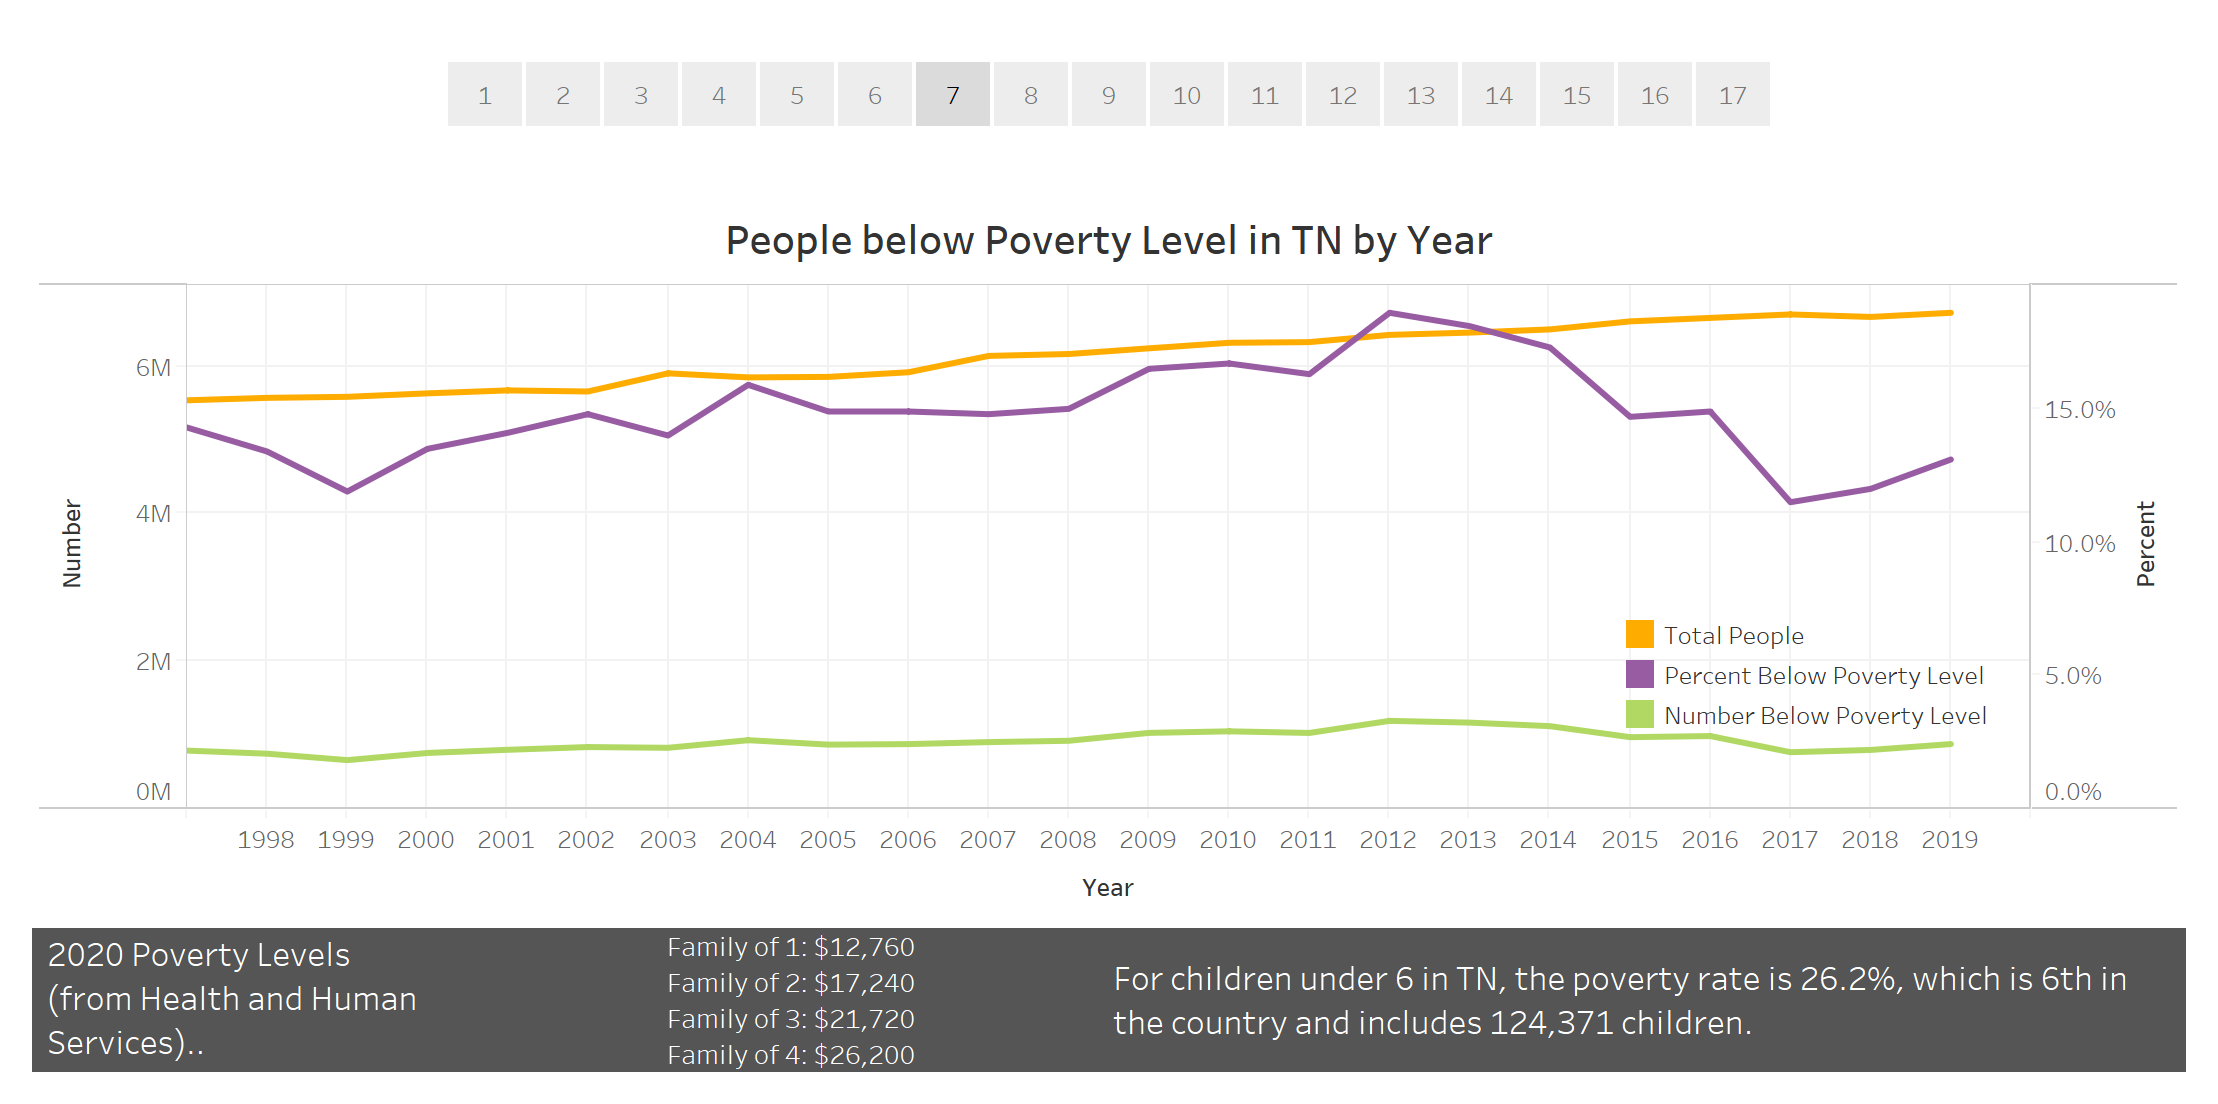 1 2 3 4 5 6 7 8 9 10 11 12 13 14 15 16 17
People below Poverty Level in TN by Year
Number
6M
4M
2M
0M
15.0%
10.0%
5.0%
0.0%
Percent
Total People
Percent Below Poverty Level
Number Below Poverty Level
1998 1999 2000 2001 2002 2003 2004 2005 2006 2007 2008 2009 2010 2011 2012 2013 2014 2015 2016 2017 2018 2019
Year
2020 Poverty Levels
(from Health and Human
Services)..
Family of 1: $12,760
Family of 2: $17,240
Family of 3: $21,720
Family of 4: $26,200
For children under 6 in TN, the poverty rate is 26.2%, which is 6th in
the country and includes 124,371 children.